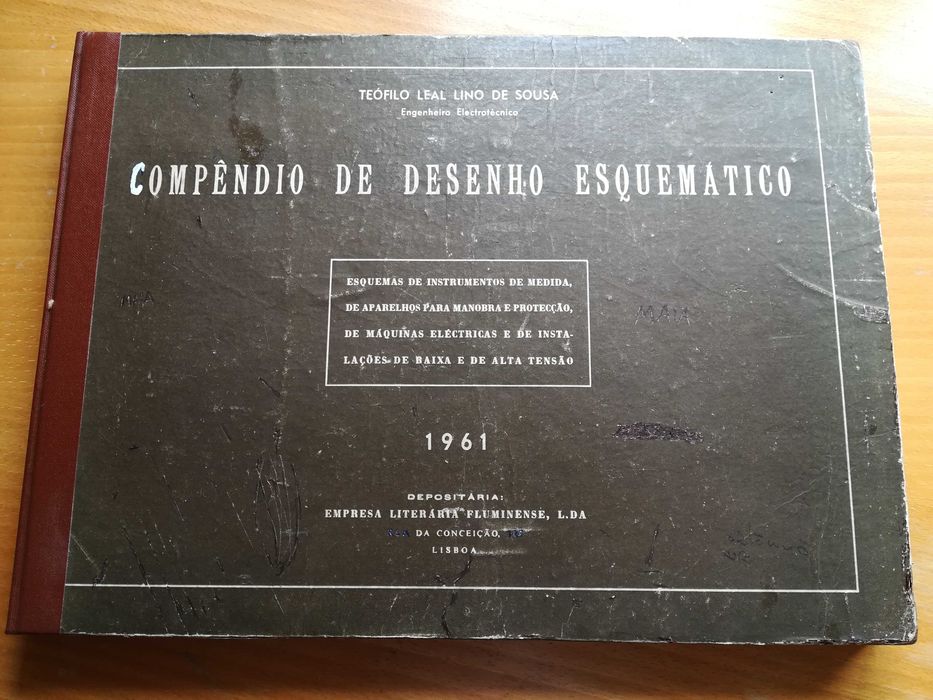 TEÓFILO LEAL LINO DE SOUSA
Engenheiro Electrotécnico
COMPÊNDIO DE DESENHO ESQUEMÁTICO
ESQUEMAS DE INSTRUMENTOS DE MEDIDA,
DE APARELHOS PARA MANOBRA E PROTECÇÃO,
DE MÁQUINAS ELÉCTRICAS E DE INSTA-
LAÇÕES DE BAIXA E DE ALTA TENSÃO
1961
DEPOSITÁRIA:
EMPRESA LITERÁRIA FLUMINENSE, L.DA
DA CONCEIÇÃO,
LISBOA